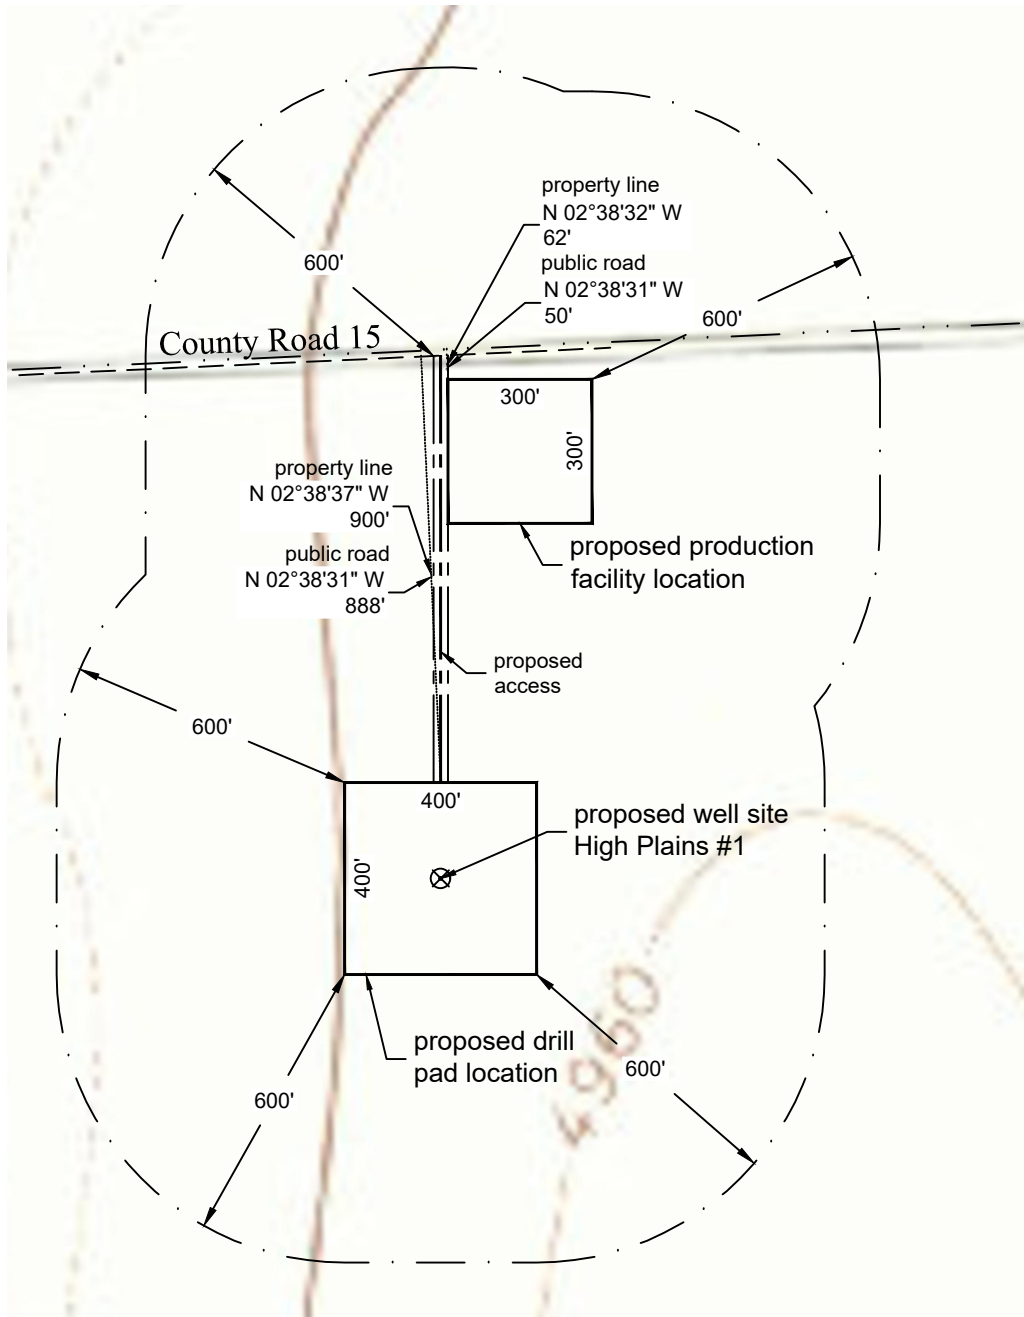 property line
N 02°38'32" W
62'
public road
N 02°38'31" W
50'
600'
600'
County Road 15
300'
300'
property line
N 02°38'37" W
900'
public road
N 02°38'31" W
888'
proposed production
facility location
proposed
access
600'
400'
proposed well site
High Plains #1
400'
4960
proposed drill
pad location
600'
600'